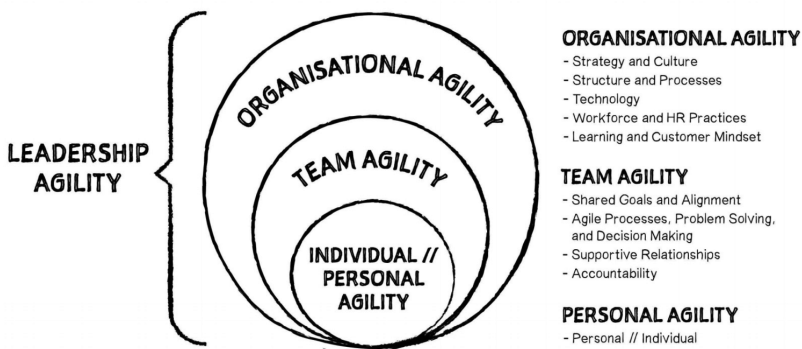 LEADERSHIP
AGILITY
ORGANISATIONAL AGILITY
TEAM AGILITY
INDIVIDUAL //
PERSONAL
AGILITY
ORGANISATIONAL AGILITY
- Strategy and Culture
- Structure and Processes
- Technology
- Workforce and HR Practices
- Learning and Customer Mindset
TEAM AGILITY
- Shared Goals and Alignment
- Agile Processes, Problem Solving,
and Decision Making
- Supportive Relationships
- Accountability
PERSONAL AGILITY
- Personal // Individual